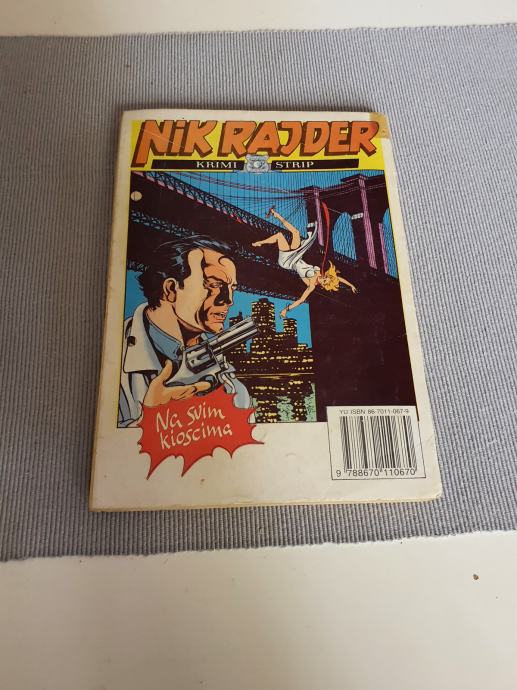 NIK RAJDER
KRIMI STRIP
Na svim
kioscima
YU ISBN 86-7011-067-9
9 788670 110670